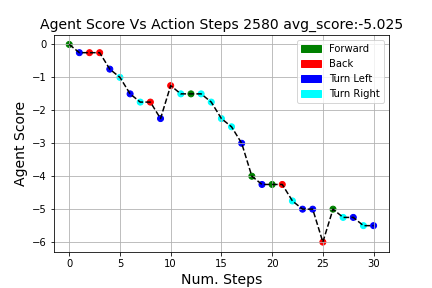 Agent Score Vs Action Steps 2580 avg_score:-5.025
Forward
Back
Turn Left
Turn Right
Agent Score
0
−1
−2
−3
−4
−5
−6
0 5 10 15 20 25 30
Num. Steps